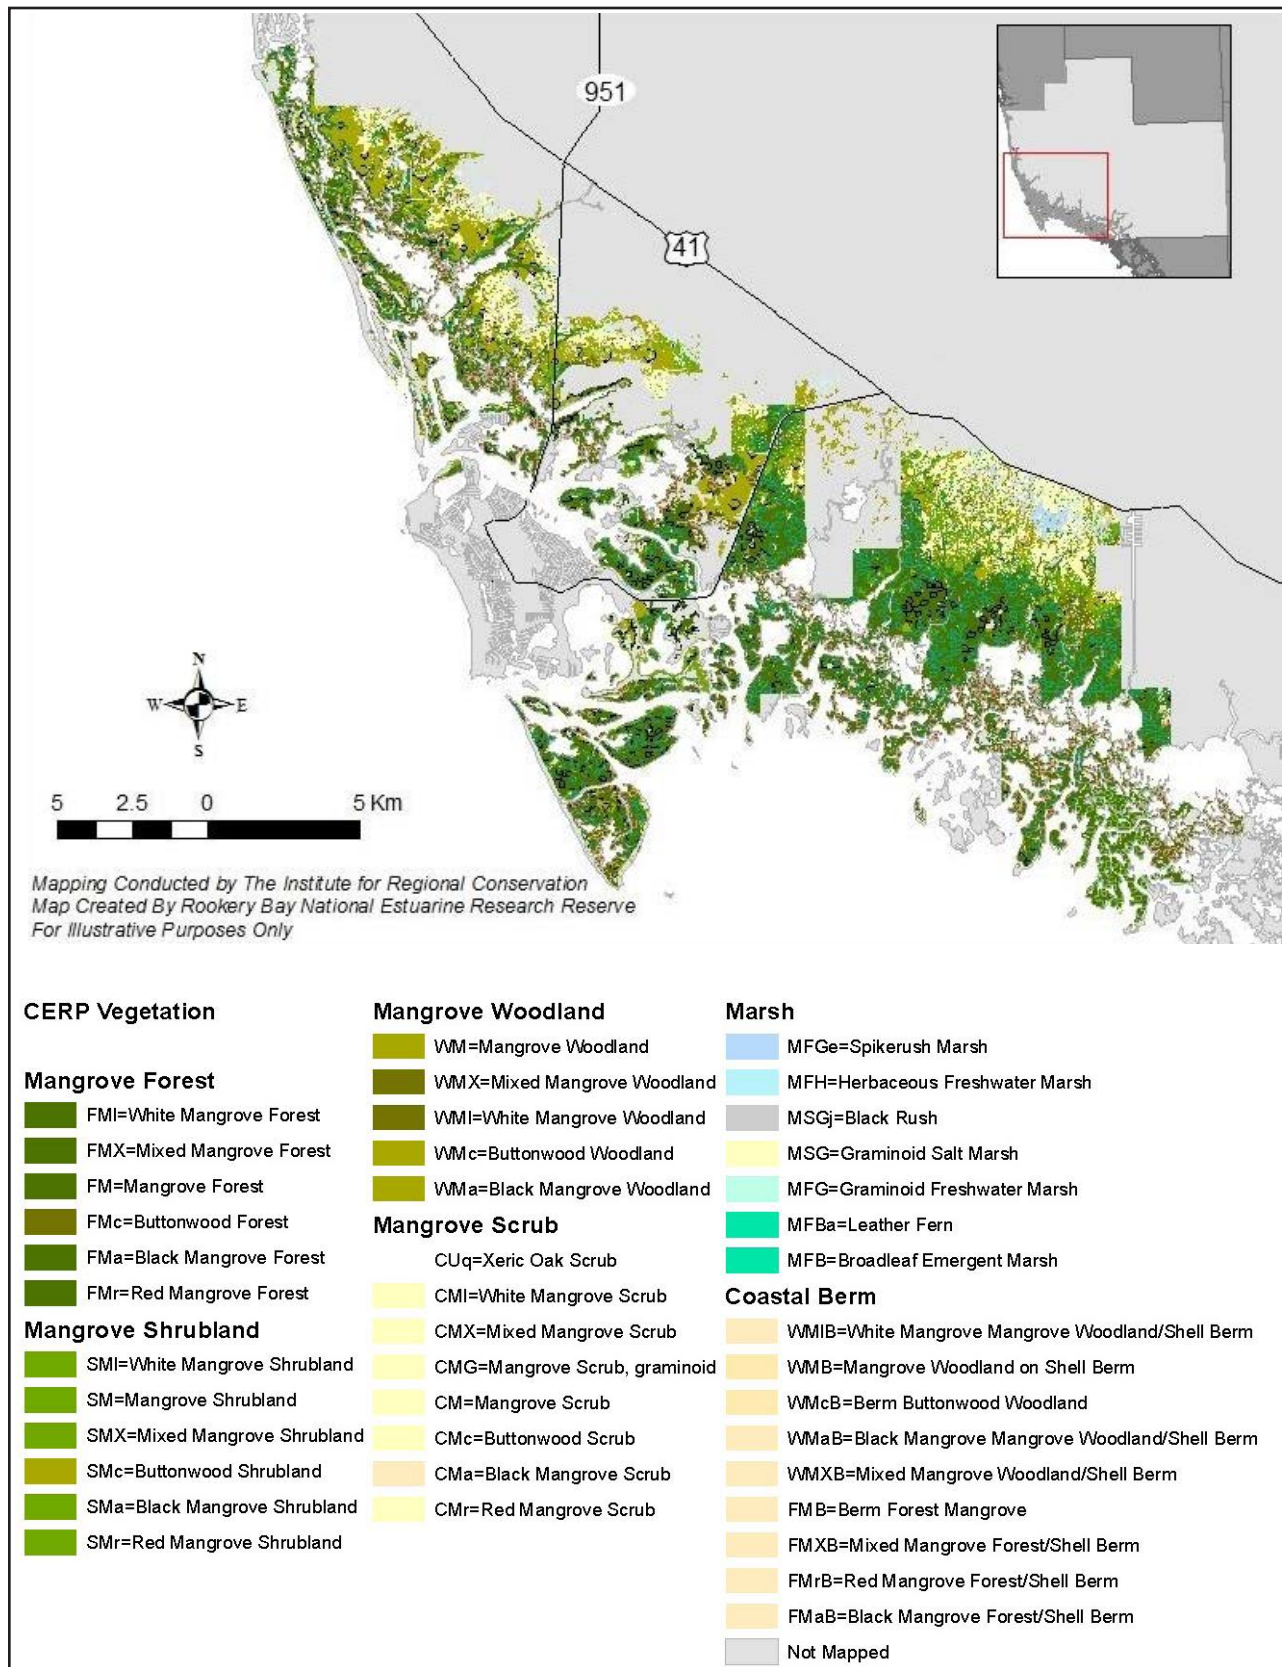 951
41
N
W E
S
5 2.5 0 5 Km
Mapping Conducted by The Institute for Regional Conservation
Map Created By Rookery Bay National Estuarine Research Reserve
For Illustrative Purposes Only
CERP Vegetation
Mangrove Forest
FMl=White Mangrove Forest
FMX=Mixed Mangrove Forest
FM=Mangrove Forest
FMc=Buttonwood Forest
FMa=Black Mangrove Forest
FMr=Red Mangrove Forest
Mangrove Shrubland
SMl=White Mangrove Shrubland
SM=Mangrove Shrubland
SMX=Mixed Mangrove Shrubland
SMc=Buttonwood Shrubland
SMa=Black Mangrove Shrubland
SMr=Red Mangrove Shrubland
Mangrove Woodland
WM=Mangrove Woodland
WMX=Mixed Mangrove Woodland
WMl=White Mangrove Woodland
WMc=Buttonwood Woodland
WMa=Black Mangrove Woodland
Mangrove Scrub
CUq=Xeric Oak Scrub
CMl=White Mangrove Scrub
CMX=Mixed Mangrove Scrub
CMG=Mangrove Scrub, graminoid
CM=Mangrove Scrub
CMc=Buttonwood Scrub
CMa=Black Mangrove Scrub
CMr=Red Mangrove Scrub
Marsh
MFGe=Spikerush Marsh
MFH=Herbaceous Freshwater Marsh
MSGj=Black Rush
MSG=Graminoid Salt Marsh
MFG=Graminoid Freshwater Marsh
MFBa=Leather Fern
MFB=Broadleaf Emergent Marsh
Coastal Berm
WMlB=White Mangrove Mangrove Woodland/Shell Berm
WMB=Mangrove Woodland on Shell Berm
WMcB=Berm Buttonwood Woodland
WMaB=Black Mangrove Mangrove Woodland/Shell Berm
WMXB=Mixed Mangrove Woodland/Shell Berm
FMB=Berm Forest Mangrove
FMXB=Mixed Mangrove Forest/Shell Berm
FMrB=Red Mangrove Forest/Shell Berm
FMaB=Black Mangrove Forest/Shell Berm
Not Mapped